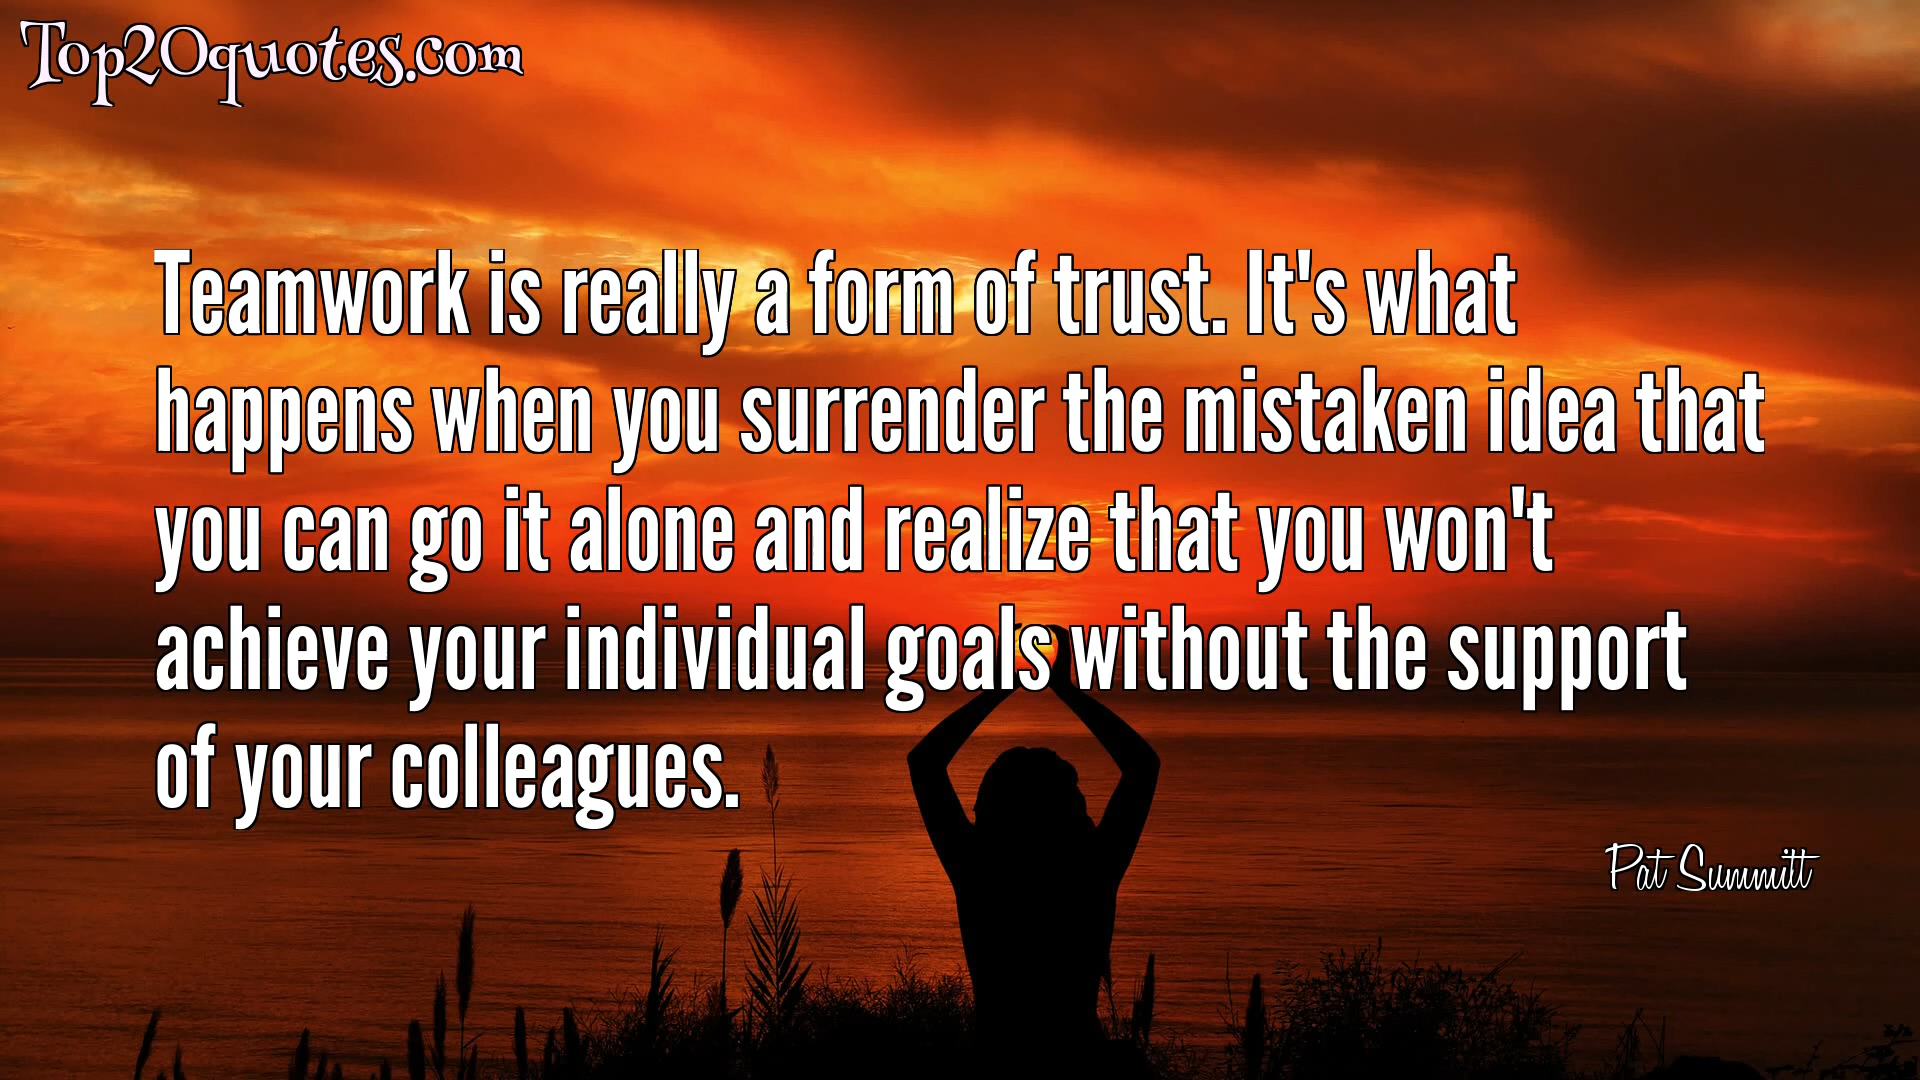 Top20quotes.com
Teamwork is really a form of trust. It's what
happens when you surrender the mistaken idea that
you can go it alone and realize that you won't
achieve your individual goals without the support
of your colleagues.
Pat Summitt